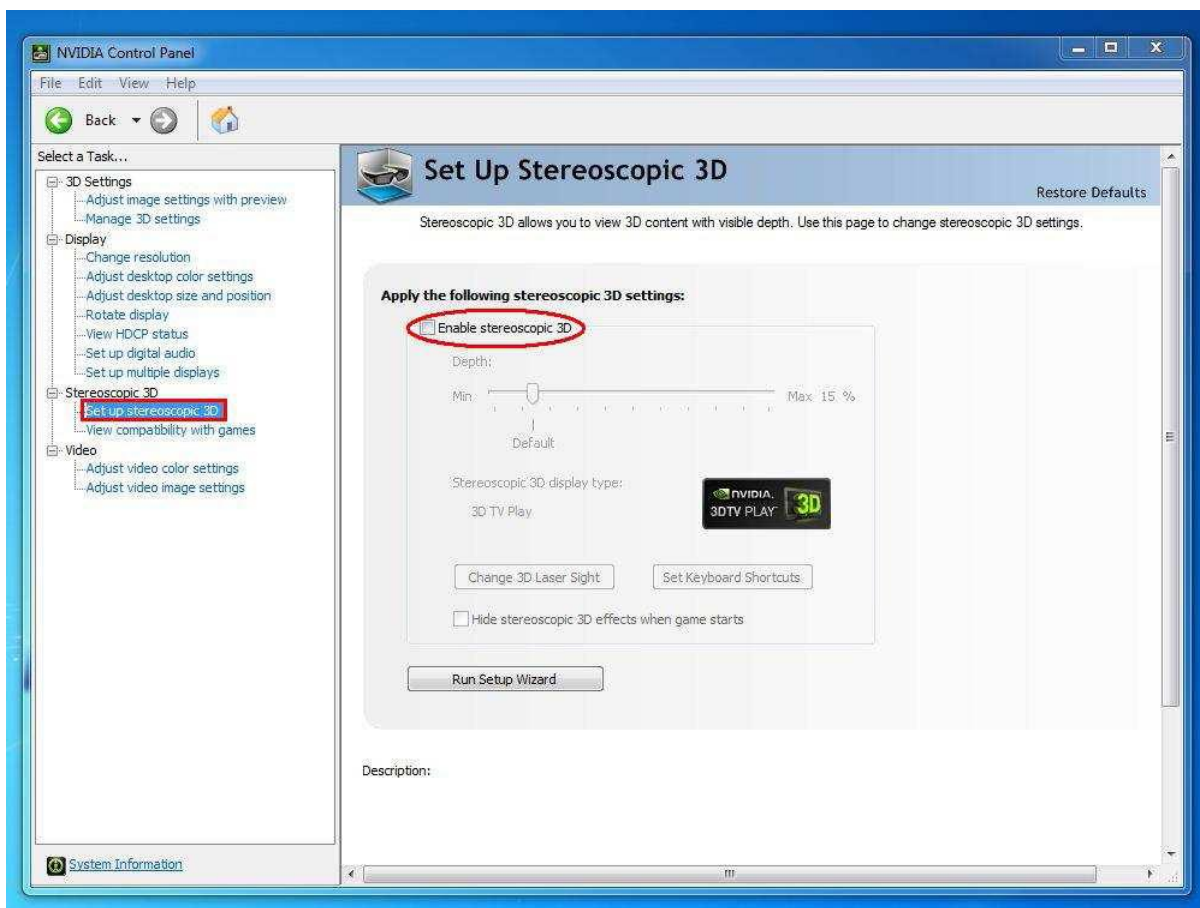 NVIDIA Control Panel
File Edit View Help
Back
Select a Task...
3D Settings
Adjust image settings with preview
Manage 3D settings
Display
Change resolution
Adjust desktop color settings
Adjust desktop size and position
Rotate display
View HDCP status
Set up digital audio
Set up multiple displays
Stereoscopic 3D
Set up stereoscopic 3D
View compatibility with games
Video
Adjust video color settings
Adjust video image settings
System Information
Set Up Stereoscopic 3D
Restore Defaults
Stereoscopic 3D allows you to view 3D content with visible depth. Use this page to change stereoscopic 3D settings.
Apply the following stereoscopic 3D settings:
Enable stereoscopic 3D
Depth:
Min Max 15 %
Default
Stereoscopic 3D display type:
3D TV Play
NVIDIA.
3DTV PLAY 3D
Change 3D Laser Sight Set Keyboard Shortcuts
Hide stereoscopic 3D effects when game starts
Run Setup Wizard
Description: